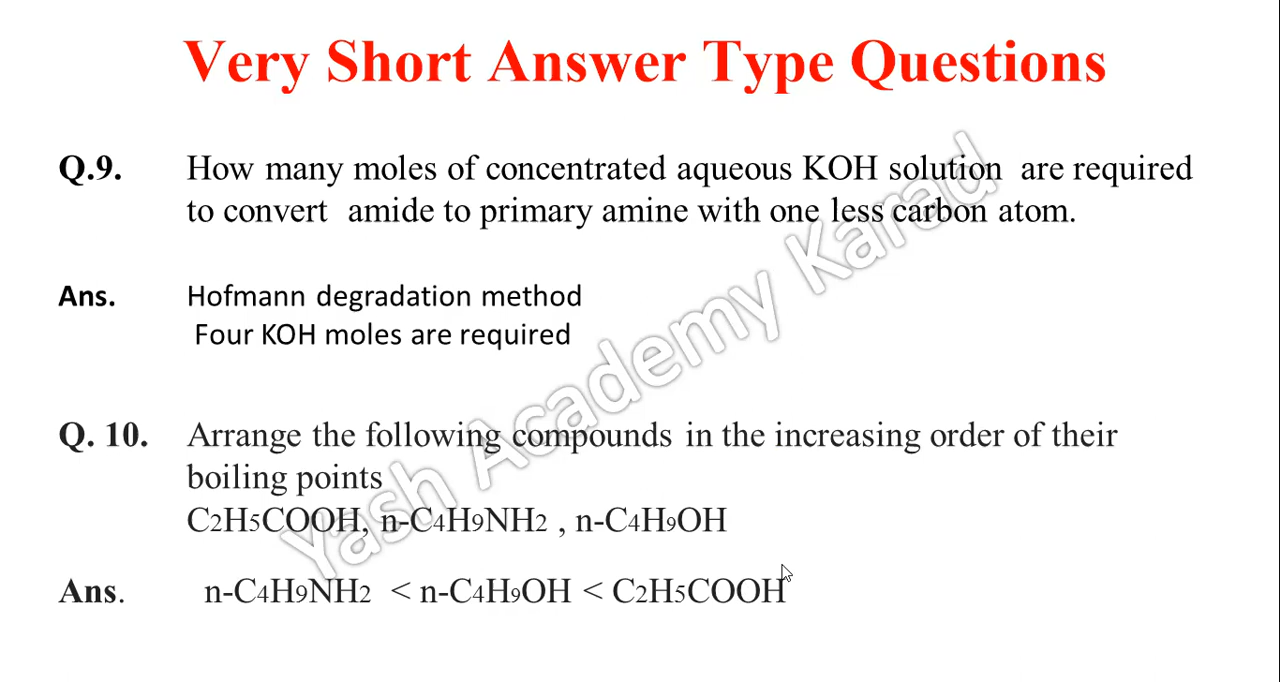 Very Short Answer Type Questions
Q.9. How many moles of concentrated aqueous KOH solution are required
to convert amide to primary amine with one less carbon atom.
Ans. Hofmann degradation method
Four KOH moles are required
Q. 10. Arrange the following compounds in the increasing order of their
boiling points
C2H5COOH, n-C4H9NH2 , n-C4H9OH
Ans. n-C4H9NH2 < n-C4H9OH < C2H5COOH
Yash Academy Karad